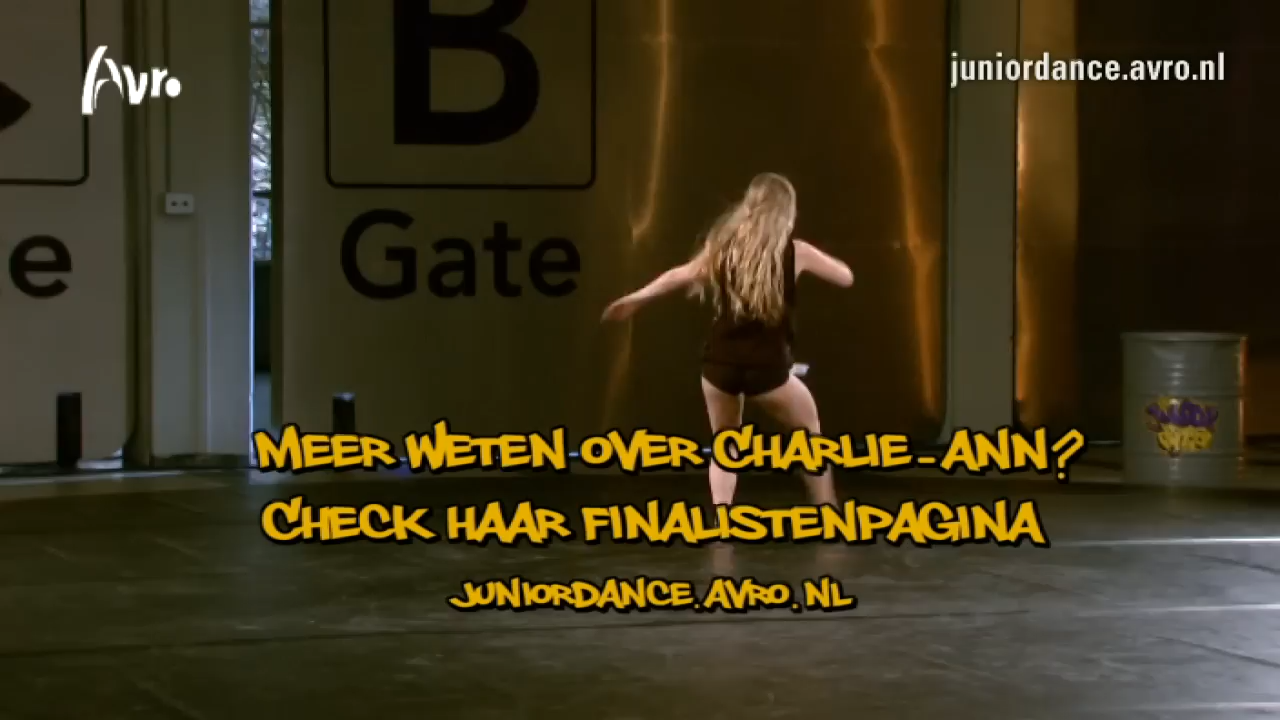 Avro
juniordance.avro.nl
B
Gate
e
MEER WETEN OVER CHARLIE-ANN?
CHECK HAAR FINALISTENPAGINA
JUNIORDANCE.AVRO.NL